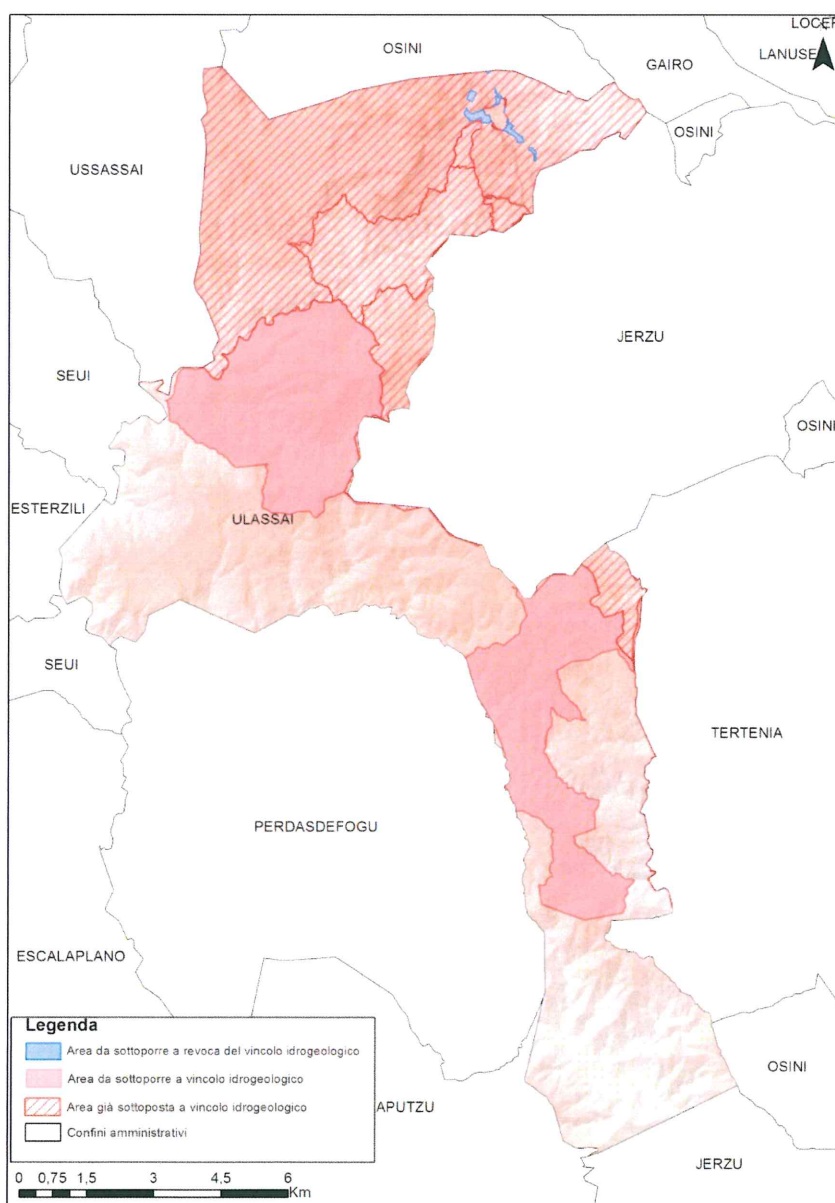 LOCER
OSINI
LANUSE
GAIRO
OSINI
USSASSAI
JERZU
SEUI
OSINI
ESTERZILI
ULASSAI
SEUI
TERTENIA
PERDASDEFOGU
ESCALAPLANO
Legenda
Area da sottoporre a revoca del vincolo idrogeologico
Area da sottoporre a vincolo idrogeologico
Area già sottoposta a vincolo idrogeologico
Confini amministrativi
APUTZU
OSINI
JERZU
0 0,75 1,5 3 4,5 6
Km